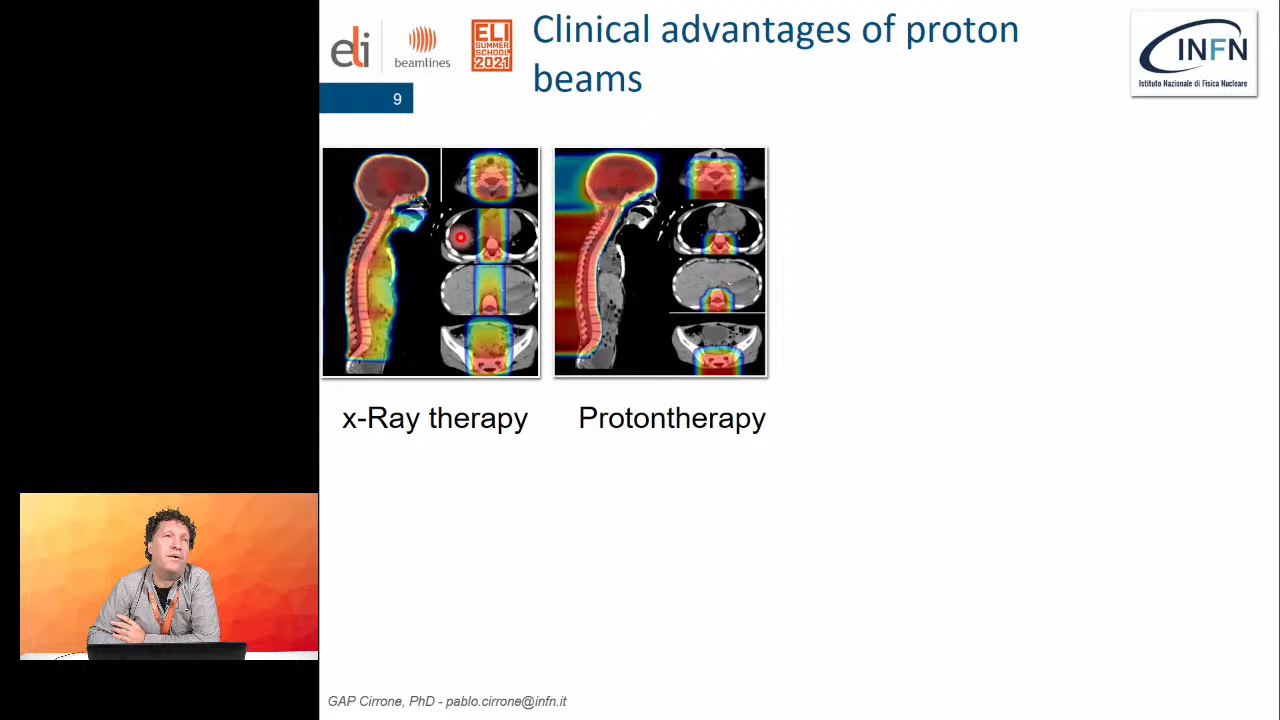 eli
beamlines
ELI
SUMMER
SCHOOL
2021
Clinical advantages of proton
beams
INFN
Istituto Nazionale di Fisica Nucleare
9
x-Ray therapy
Protontherapy
GAP Cirrone, PhD - pablo.cirrone@infn.it